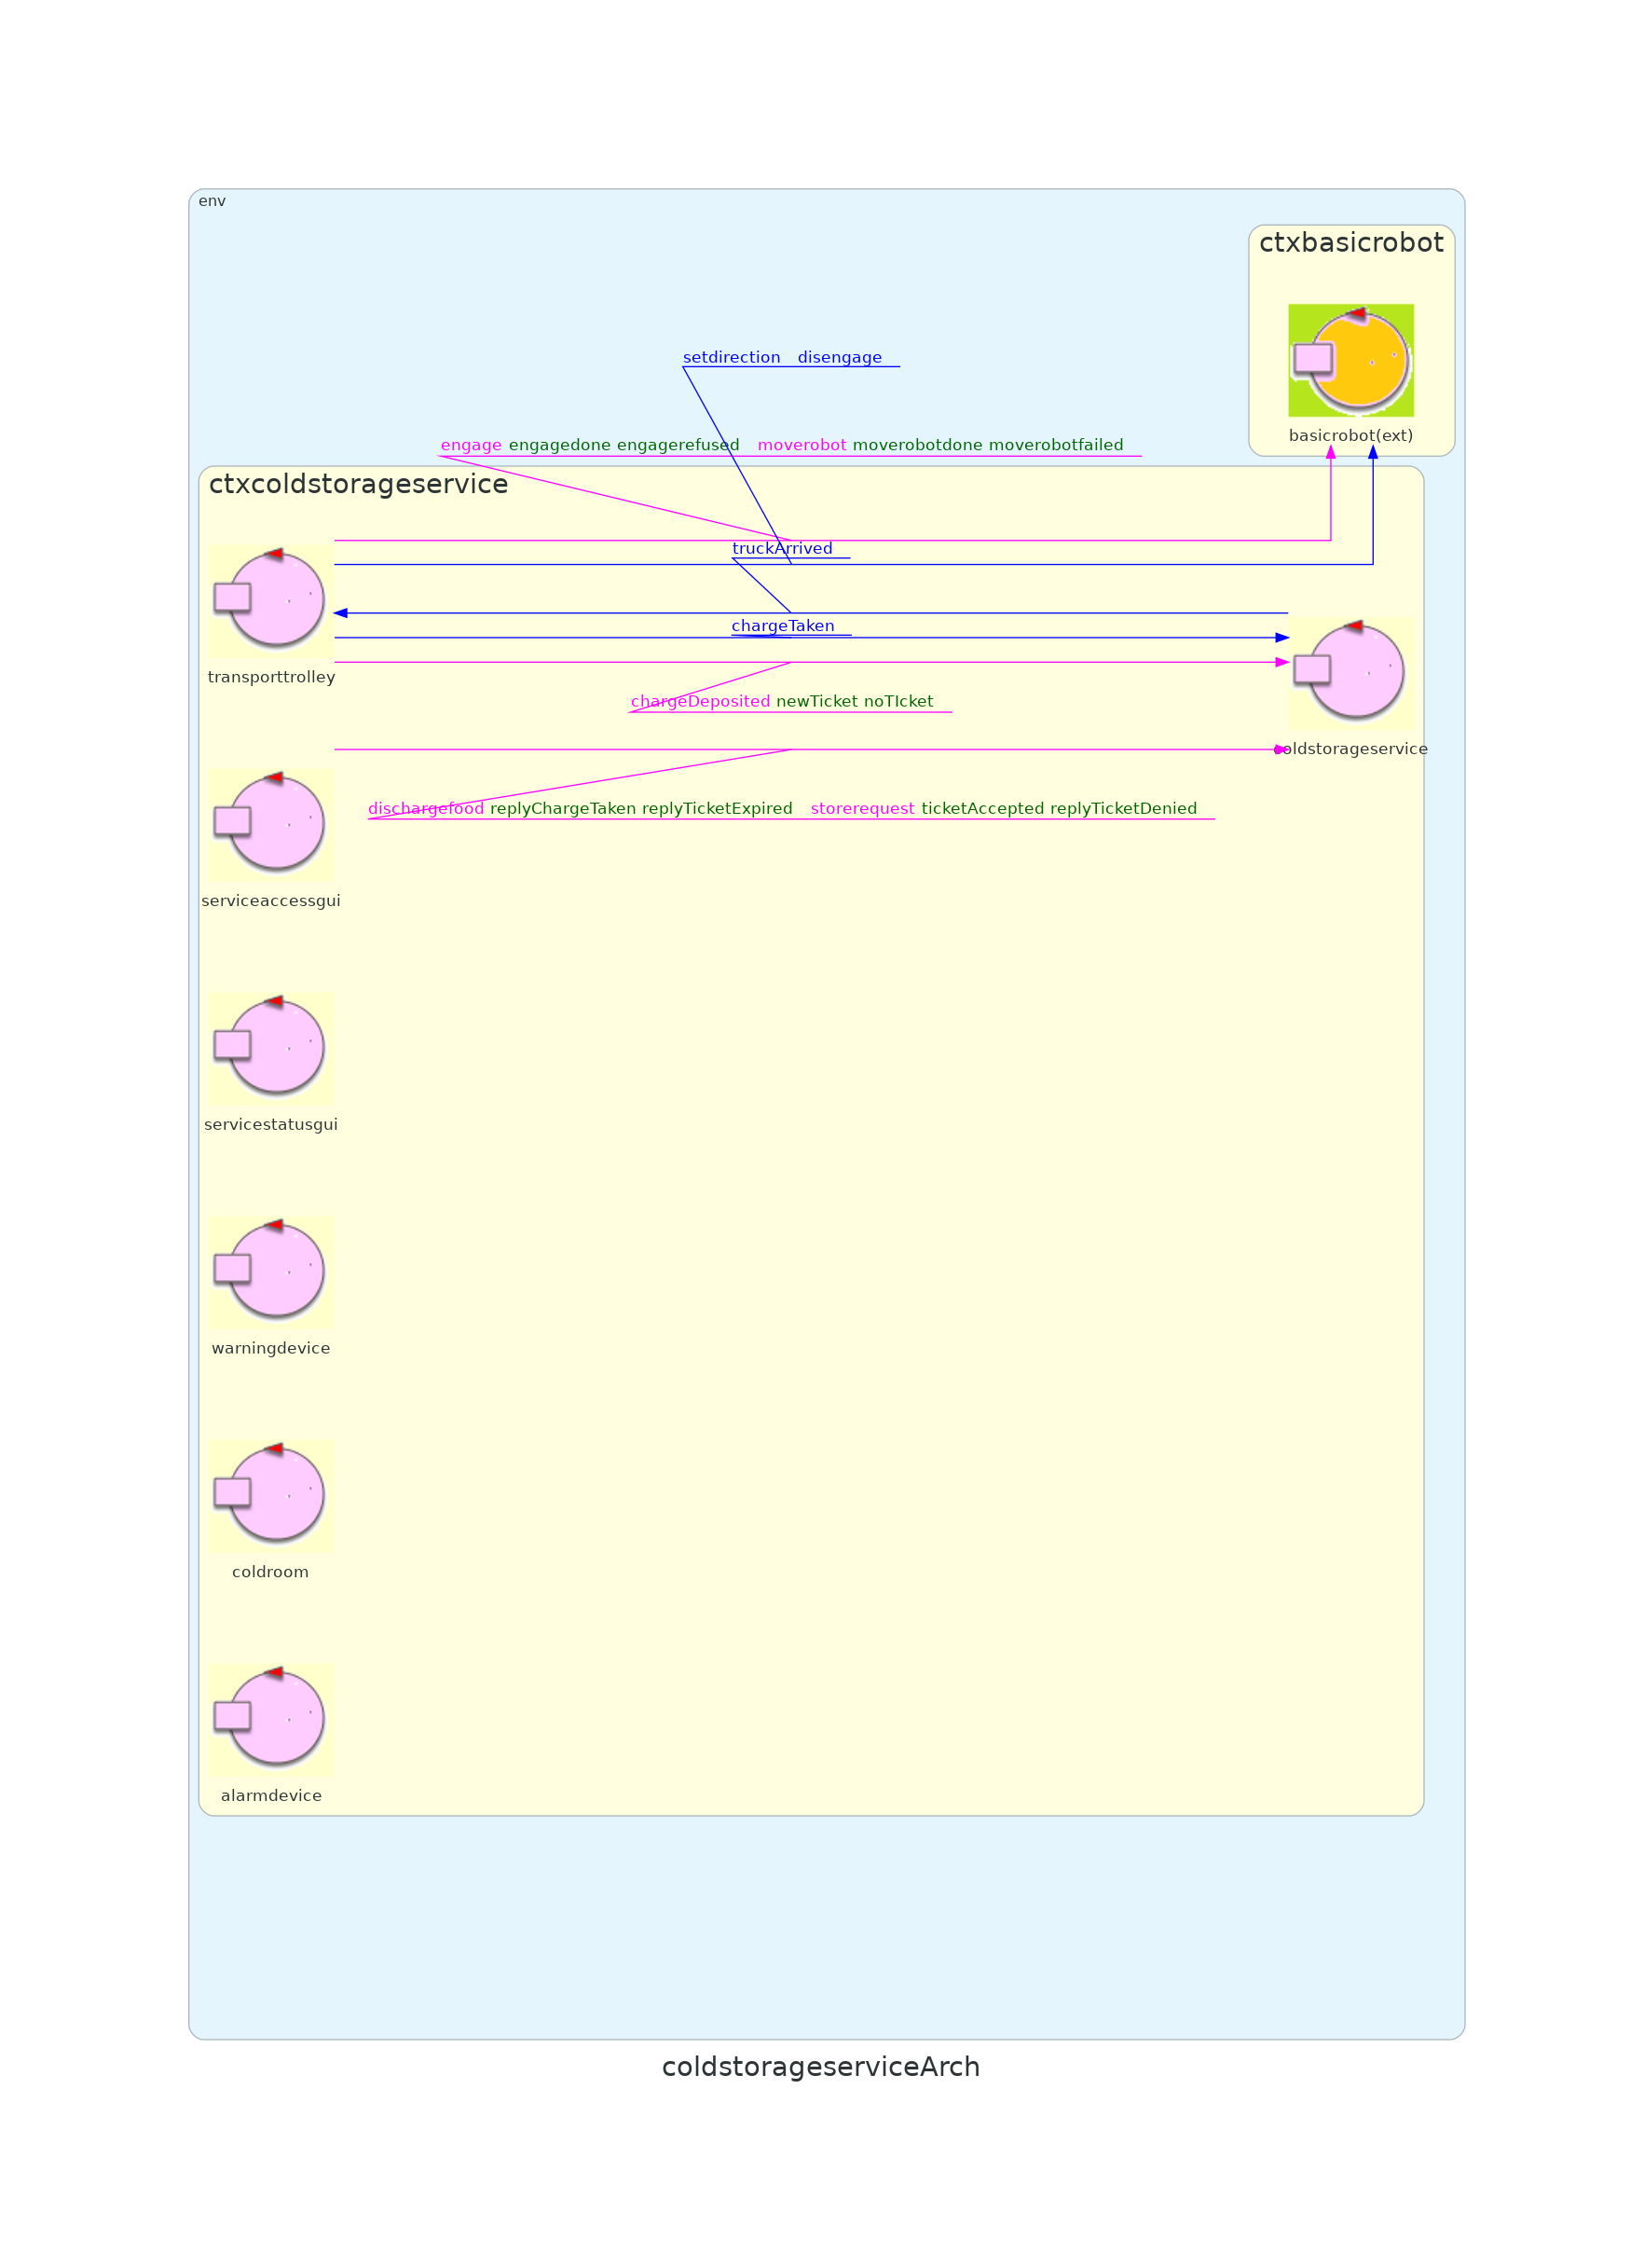 env
ctxbasicrobot
setdirection disengage
basicrobot(ext)
engage engagedone engagerefused moverobot moverobotdone moverobotfailed
ctxcoldstorageservice
truckArrived
chargeTaken
transporttrolley
chargeDeposited newTicket noTIcket
coldstorageservice
dischargefood replyChargeTaken replyTicketExpired storerequest ticketAccepted replyTicketDenied
serviceaccessgui
servicestatusgui
warningdevice
coldroom
alarmdevice
coldstorageserviceArch